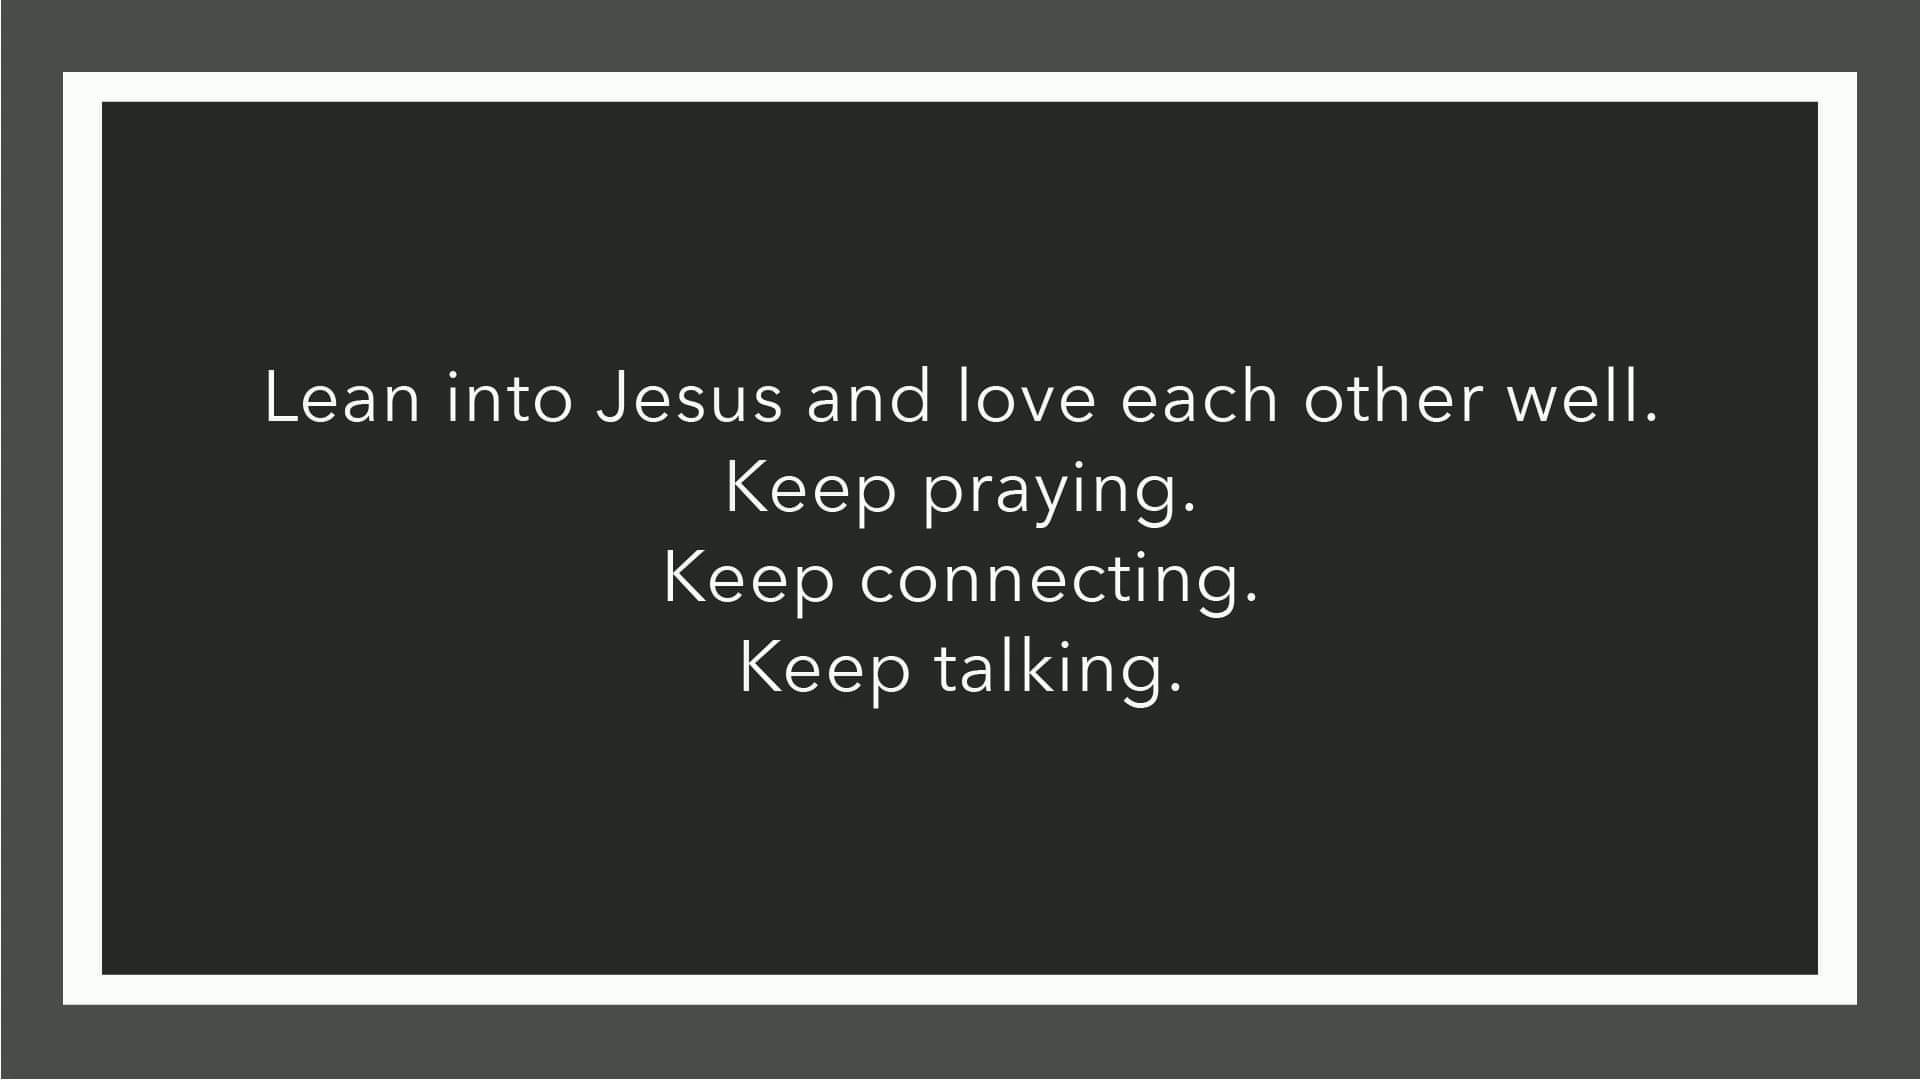 Lean into Jesus and love each other well.
Keep praying.
Keep connecting.
Keep talking.